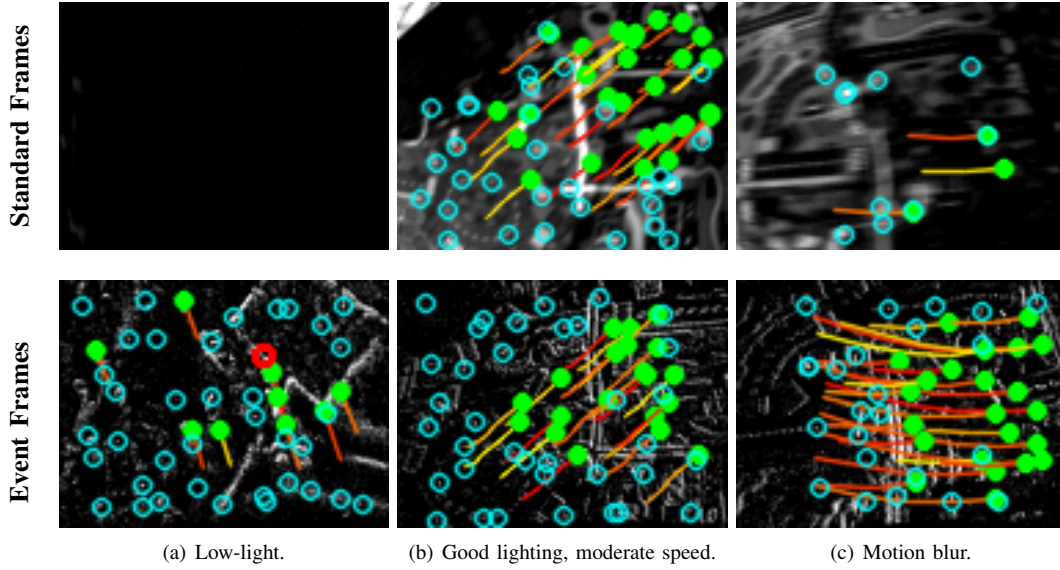 Standard Frames
Event Frames
(a) Low-light.
(b) Good lighting, moderate speed.
(c) Motion blur.